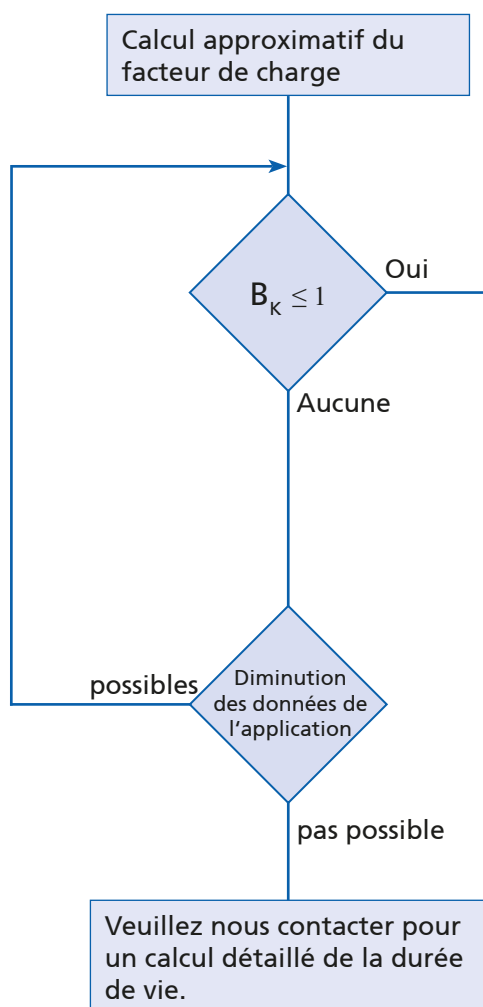 Calcul approximatif du
facteur de charge
Oui
B_K ≤ 1
Aucune
possibles
Diminution
des données de
l'application
pas possible
Veuillez nous contacter pour
un calcul détaillé de la durée
de vie.